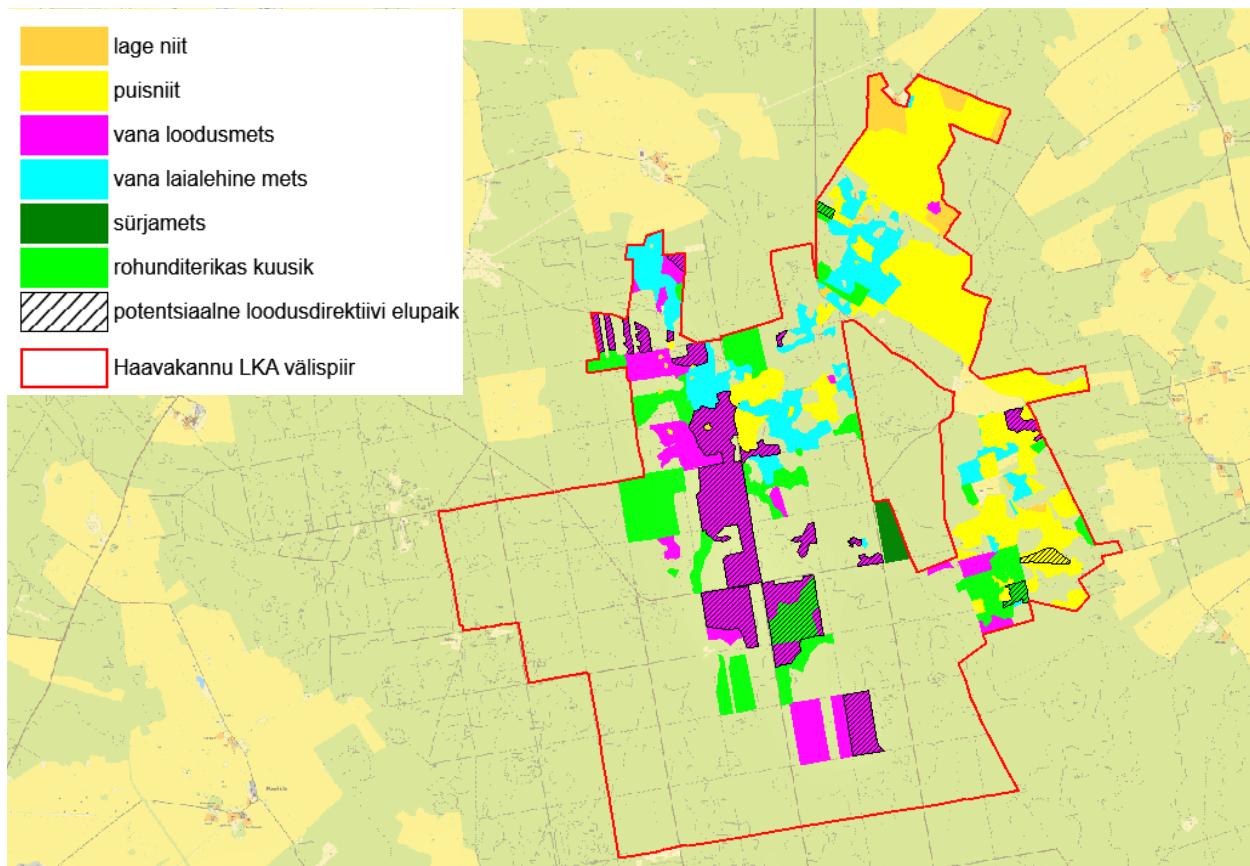 lage niit
puisniit
vana loodusmets
vana laialehine mets
sürjamets
rohunditerikas kuusik
potentsiaalne loodusdirektiivi elupaik
Haavakannu LKA välispiir